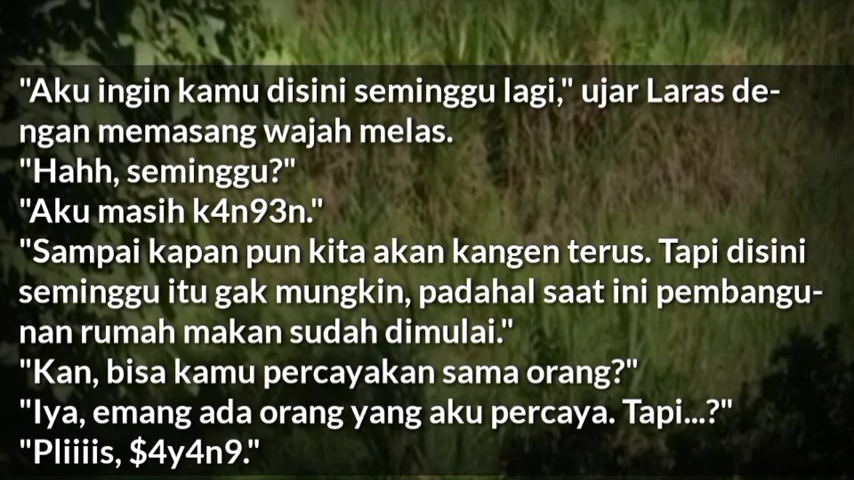 "Aku ingin kamu disini seminggu lagi," ujar Laras de-
ngan memasang wajah melas.
"Hahh, seminggu?"
"Aku masih k4n93n."
"Sampai kapan pun kita akan kangen terus. Tapi disini
seminggu itu gak mungkin, padahal saat ini pembangu-
nan rumah makan sudah dimulai."
"Kan, bisa kamu percayakan sama orang?"
"Iya, emang ada orang yang aku percaya. Tapi...?"
"Pliiiis, $4y4n9."